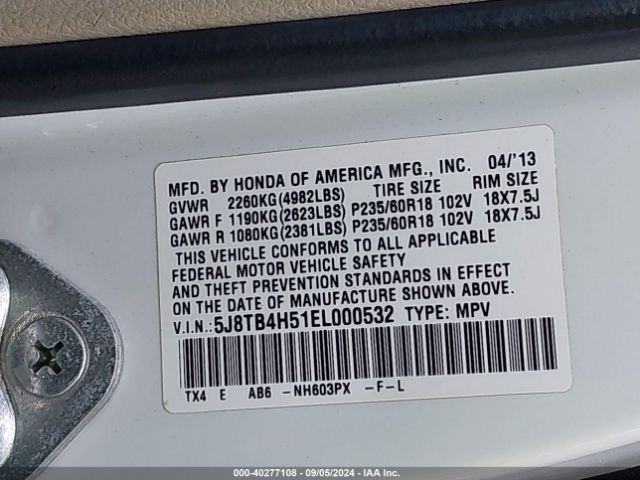 MFD. BY HONDA OF AMERICA MFG., INC. 04/'13
GVWR 2260KG(4982LBS) TIRE SIZE RIM SIZE
GAWR F 1190KG(2623LBS) P235/60R18 102V 18X7.5J
GAWR R 1080KG(2381LBS) P235/60R18 102V 18X7.5J
THIS VEHICLE CONFORMS TO ALL APPLICABLE
FEDERAL MOTOR VEHICLE SAFETY
AND THEFT PREVENTION STANDARDS IN EFFECT
ON THE DATE OF MANUFACTURE SHOWN ABOVE.
V.I.N.:5J8TB4H51EL000532 TYPE: MPV
TX4 E AB6 -NH603PX -F-L
000-40277108 - 09/05/2024 - IAA Inc.